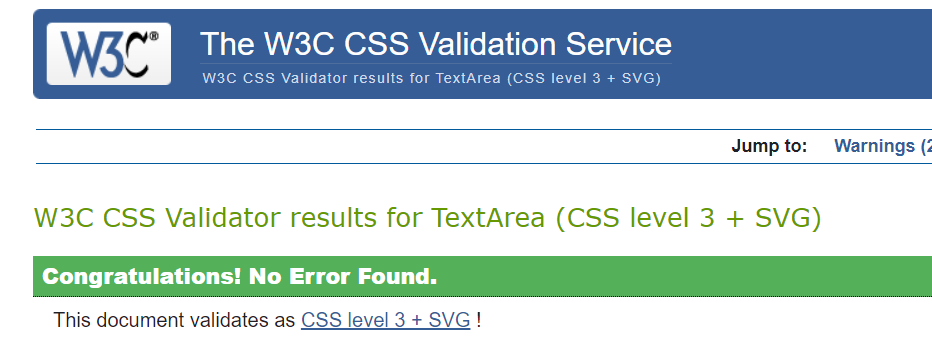 W3C®
The W3C CSS Validation Service
W3C CSS Validator results for TextArea (CSS level 3 + SVG)
Jump to: Warnings (2
W3C CSS Validator results for TextArea (CSS level 3 + SVG)
Congratulations! No Error Found.
This document validates as CSS level 3 + SVG !